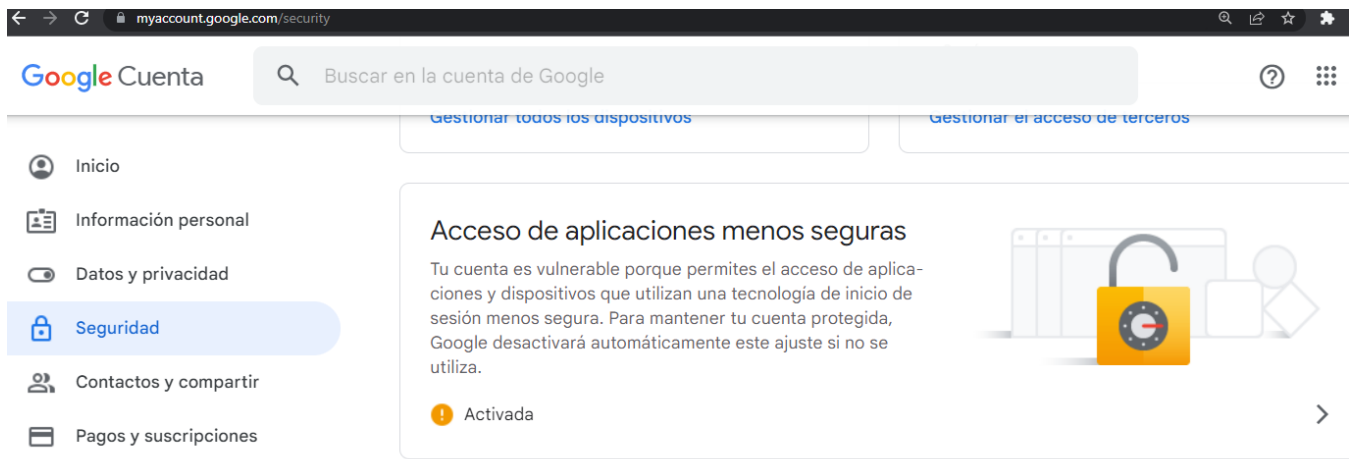 myaccount.google.com/security
Google Cuenta
Buscar en la cuenta de Google
Gestionar todos los dispositivos
Gestionar el acceso de terceros
Inicio
Información personal
Datos y privacidad
Seguridad
Contactos y compartir
Pagos y suscripciones
Acceso de aplicaciones menos seguras
Tu cuenta es vulnerable porque permites el acceso de aplica-
ciones y dispositivos que utilizan una tecnología de inicio de
sesión menos segura. Para mantener tu cuenta protegida,
Google desactivará automáticamente este ajuste si no se
utiliza.
Activada